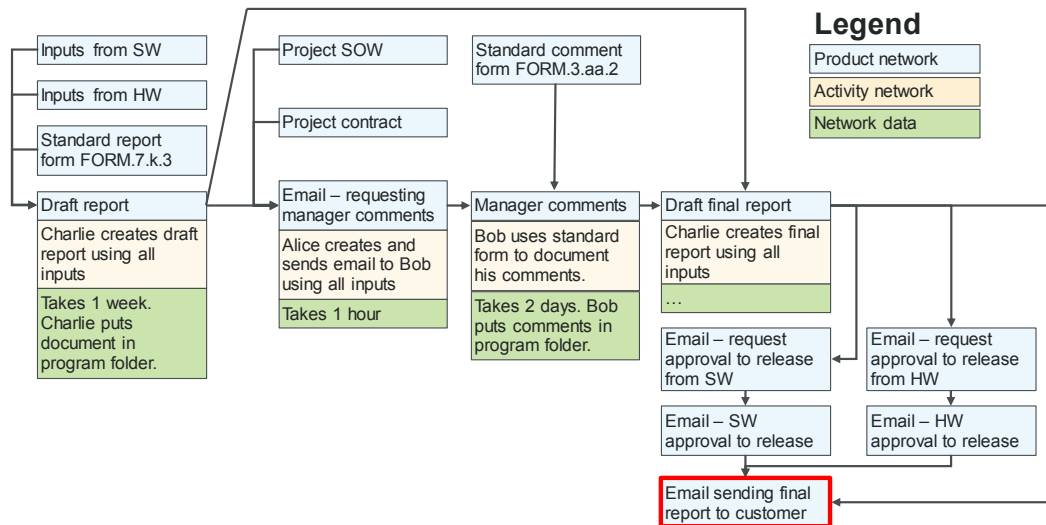 Legend
Product network
Activity network
Network data
Inputs from SW
Inputs from HW
Standard report
form FORM.7.k.3
Project SOW
Project contract
Standard comment
form FORM.3.aa.2
Draft report
Charlie creates draft
report using all
inputs
Takes 1 week.
Charlie puts
document in
program folder.
Email – requesting
manager comments
Alice creates and
sends email to Bob
using all inputs
Takes 1 hour
Manager comments
Bob uses standard
form to document
his comments.
Takes 2 days. Bob
puts comments in
program folder.
Draft final report
Charlie creates final
report using all
inputs
…
Email – request
approval to release
from SW
Email – request
approval to release
from HW
Email – SW
approval to release
Email – HW
approval to release
Email sending final
report to customer